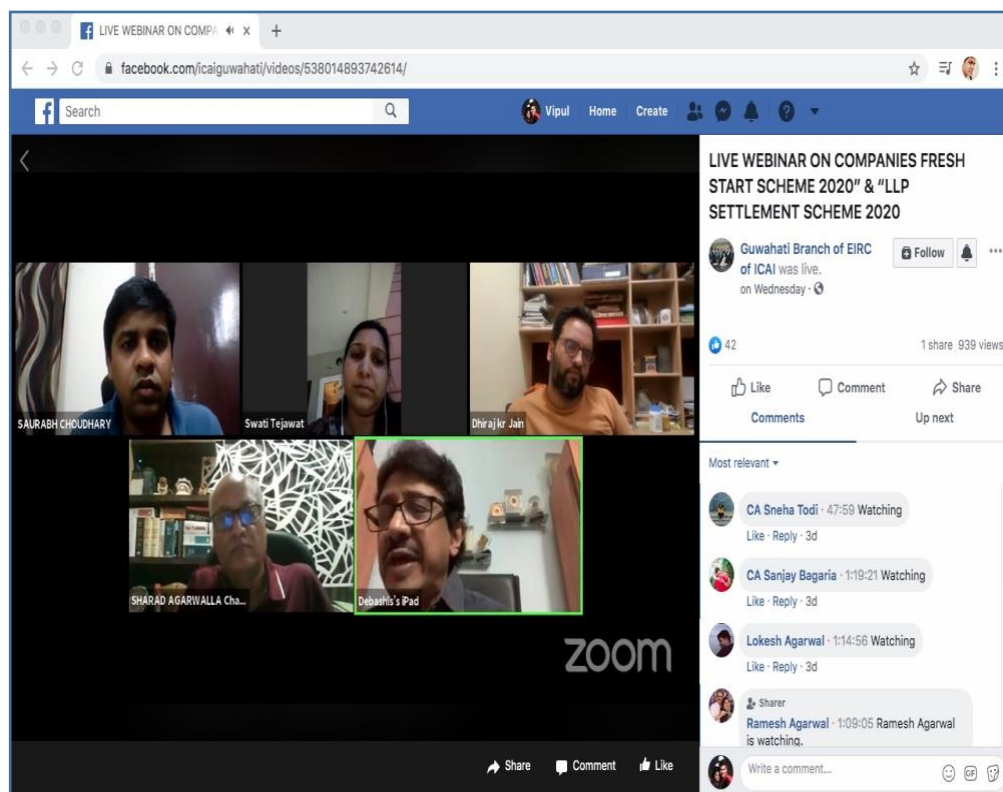 LIVE WEBINAR ON COMPA
facebook.com/icaiguwahati/videos/538014893742614/
Search
Vipul
Home
Create
LIVE WEBINAR ON COMPANIES FRESH
START SCHEME 2020" & "LLP
SETTLEMENT SCHEME 2020
Guwahati Branch of EIRC
of ICAI was live.
on Wednesday ·
Follow
42
1 share 939 views
Like
Comment
Share
Comments
Up next
Most relevant
CA Sneha Todi · 47:59 Watching
Like · Reply · 3d
CA Sanjay Bagaria · 1:19:21 Watching
Like · Reply · 3d
Lokesh Agarwal · 1:14:56 Watching
Like · Reply · 3d
Sharer
Ramesh Agarwal · 1:09:05 Ramesh Agarwal
is watching.
Write a comment...
GIF
SAURABH CHOUDHARY
Swati Tejawat
Dhiraj kr Jain
SHARAD AGARWALLA Cha...
Debashis's iPad
zoom
Share
Comment
Like